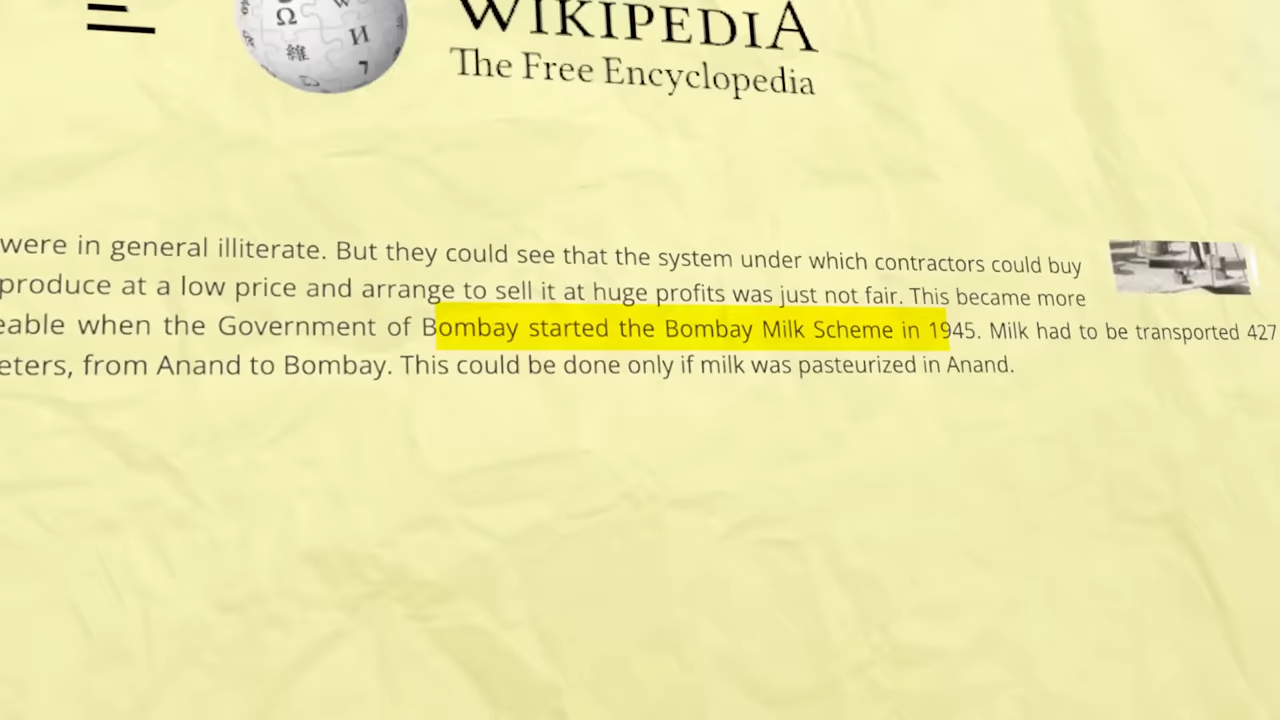 WIKIPEDIA
The Free Encyclopedia
Ω W 維 И 7
were in general illiterate. But they could see that the system under which contractors could buy
produce at a low price and arrange to sell it at huge profits was just not fair. This became more
eable when the Government of Bombay started the Bombay Milk Scheme in 1945. Milk had to be transported 427
eters, from Anand to Bombay. This could be done only if milk was pasteurized in Anand.